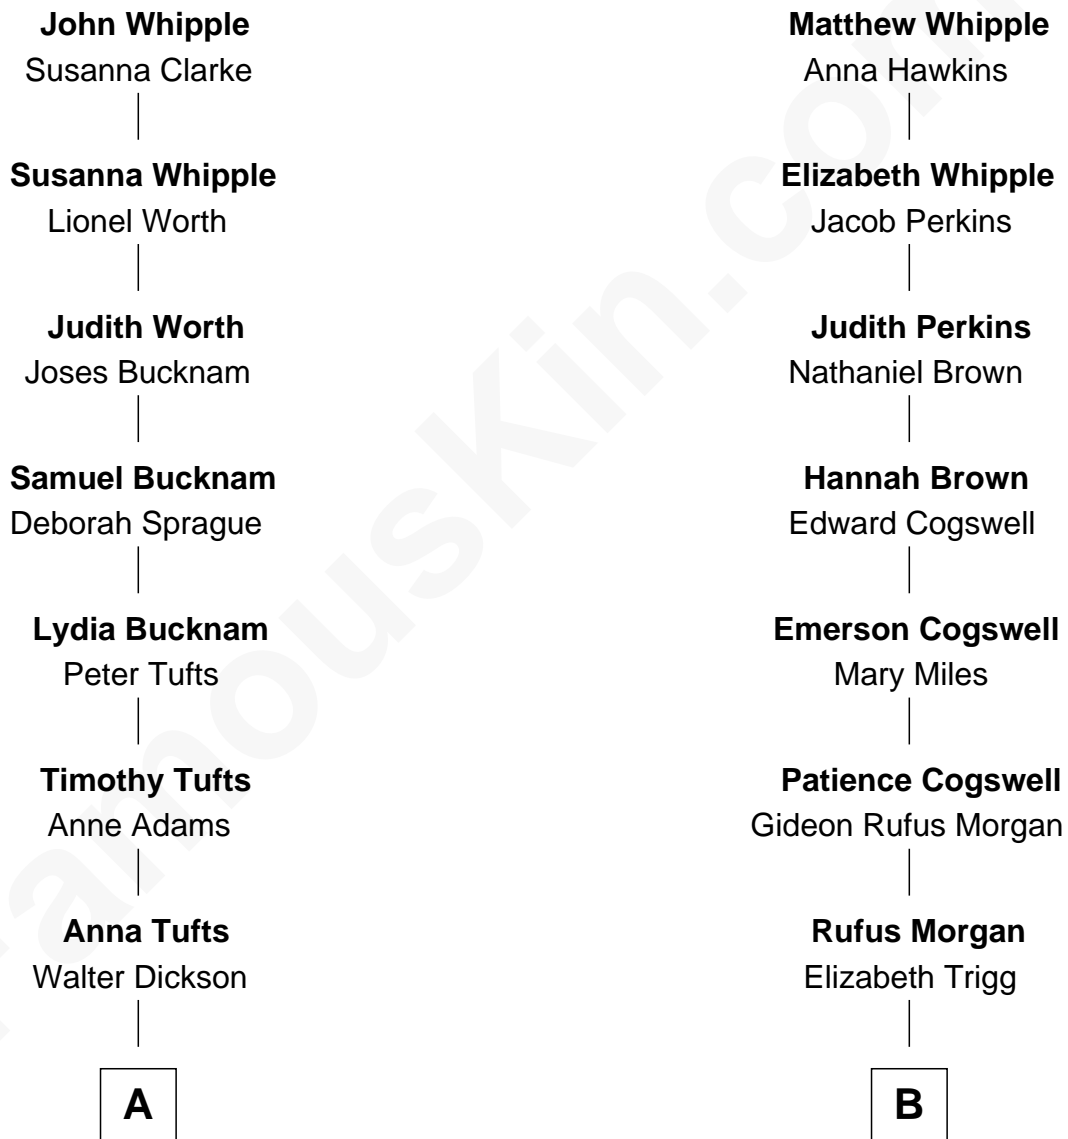 John Whipple
Susanna Clarke
Susanna Whipple
Lionel Worth
Judith Worth
Joses Bucknam
Samuel Bucknam
Deborah Sprague
Lydia Bucknam
Peter Tufts
Timothy Tufts
Anne Adams
Anna Tufts
Walter Dickson
A
Matthew Whipple
Anna Hawkins
Elizabeth Whipple
Jacob Perkins
Judith Perkins
Nathaniel Brown
Hannah Brown
Edward Cogswell
Emerson Cogswell
Mary Miles
Patience Cogswell
Gideon Rufus Morgan
Rufus Morgan
Elizabeth Trigg
B
FamousKin.com